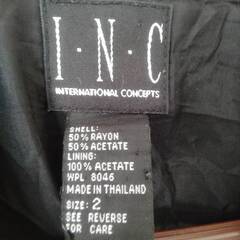 I·N·C
INTERNATIONAL CONCEPTS
SHELL:
50% RAYON
50% ACETATE
LINING:
100% ACETATE
WPL 8046
MADE IN THAILAND
SIZE: 2
SEE REVERSE
FOR CARE